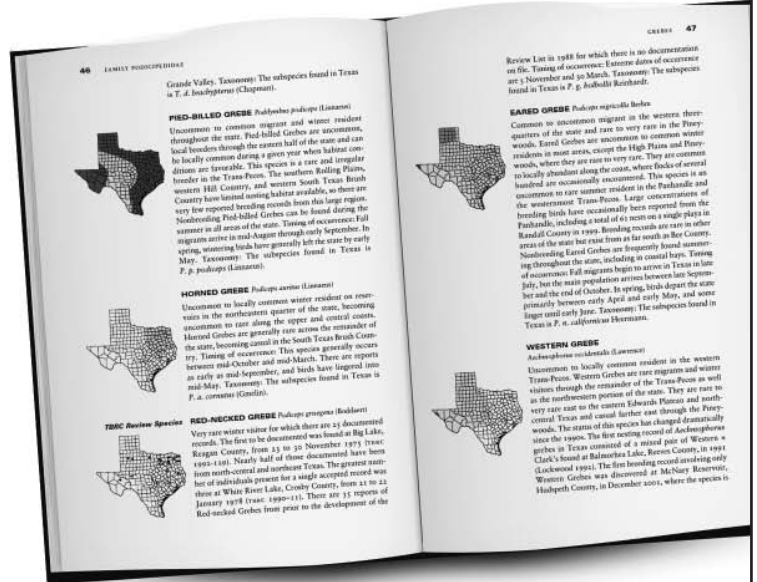 46 FAMILY PODICIPEDIDAE
Grande Valley. Taxonomy: The subspecies found in Texas
is T. d. brachypterus (Chapman).
PIED-BILLED GREBE Podilymbus podiceps (Linnaeus)
Uncommon to common migrant and winter resident
throughout the state. Pied-billed Grebes are uncommon,
local breeders through the eastern half of the state and can
be locally common during a given year when habitat con-
ditions are favorable. This species is a rare and irregular
breeder in the Trans-Pecos. The southern Rolling Plains,
western Hill Country, and western South Texas Brush
Country have limited nesting habitat available, so there are
very few reported breeding records from this large region.
Nonbreeding Pied-billed Grebes can be found during the
summer in all areas of the state. Timing of occurrence: Fall
migrants arrive in mid-August through early September. In
spring, wintering birds have generally left the state by early
May. Taxonomy: The subspecies found in Texas is
P. p. podiceps (Linnaeus).
HORNED GREBE Podiceps auritus (Linnaeus)
Uncommon to locally common winter resident on reser-
voirs in the northeastern quarter of the state, becoming
uncommon to rare along the upper and central coasts.
Horned Grebes are generally rare across the remainder of
the state, becoming casual in the South Texas Brush Coun-
try. Timing of occurrence: This species generally occurs
between mid-October and mid-March. There are reports
as early as mid-September, and birds have lingered into
mid-May. Taxonomy: The subspecies found in Texas is
P. a. cornutus (Gmelin).
TBRC Review Species
RED-NECKED GREBE Podiceps grisegena (Boddaert)
Very rare winter visitor for which there are 25 documented
records. The first to be documented was found at Big Lake,
Reagan County, from 23 to 30 November 1975 (TBRC
1992-129). Nearly half of those documented have been
from north-central and northeast Texas. The greatest num-
ber of individuals present for a single accepted record was
three at White River Lake, Crosby County, from 21 to 22
January 1978 (TBRC 1990-11). There are 35 reports of
Red-necked Grebes from prior to the development of the
GREBES 47
Review List in 1988 for which there is no documentation
on file. Timing of occurrence: Extreme dates of occurrence
are 5 November and 30 March. Taxonomy: The subspecies
found in Texas is P. g. holbollii Reinhardt.
EARED GREBE Podiceps nigricollis Brehm
Common to uncommon migrant in the western three-
quarters of the state and rare to very rare in the Piney-
woods. Eared Grebes are uncommon to common winter
residents in most areas, except the High Plains and Piney-
woods, where they are rare to very rare. They are common
to locally abundant along the coast, where flocks of several
hundred are occasionally encountered. This species is an
uncommon to rare summer resident in the Panhandle and
the westernmost Trans-Pecos. Large concentrations of
breeding birds have occasionally been reported from the
Panhandle, including a total of 61 nests on a single playa in
Randall County in 1999. Breeding records are rare in other
areas of the state but exist from as far south as Bee County.
Nonbreeding Eared Grebes are frequently found summer-
ing throughout the state, including in coastal bays. Timing
of occurrence: Fall migrants begin to arrive in Texas in late
July, but the main population arrives between late Septem-
ber and the end of October. In spring, birds depart the state
primarily between early April and early May, and some
linger until early June. Taxonomy: The subspecies found in
Texas is P. n. californicus Heermann.
WESTERN GREBE
Aechmophorus occidentalis (Lawrence)
Uncommon to locally common resident in the western
Trans-Pecos. Western Grebes are rare migrants and winter
visitors through the remainder of the Trans-Pecos as well
as the northwestern portion of the state. They are rare to
very rare east to the eastern Edwards Plateau and north-
central Texas and casual farther east through the Piney-
woods. The status of this species has changed dramatically
since the 1990s. The first nesting record of Aechmophorus
grebes in Texas consisted of a mixed pair of Western ×
Clark's found at Balmorhea Lake, Reeves County, in 1991
(Lockwood 1992). The first breeding record involving only
Western Grebes was discovered at McNary Reservoir,
Hudspeth County, in December 2001, where the species is